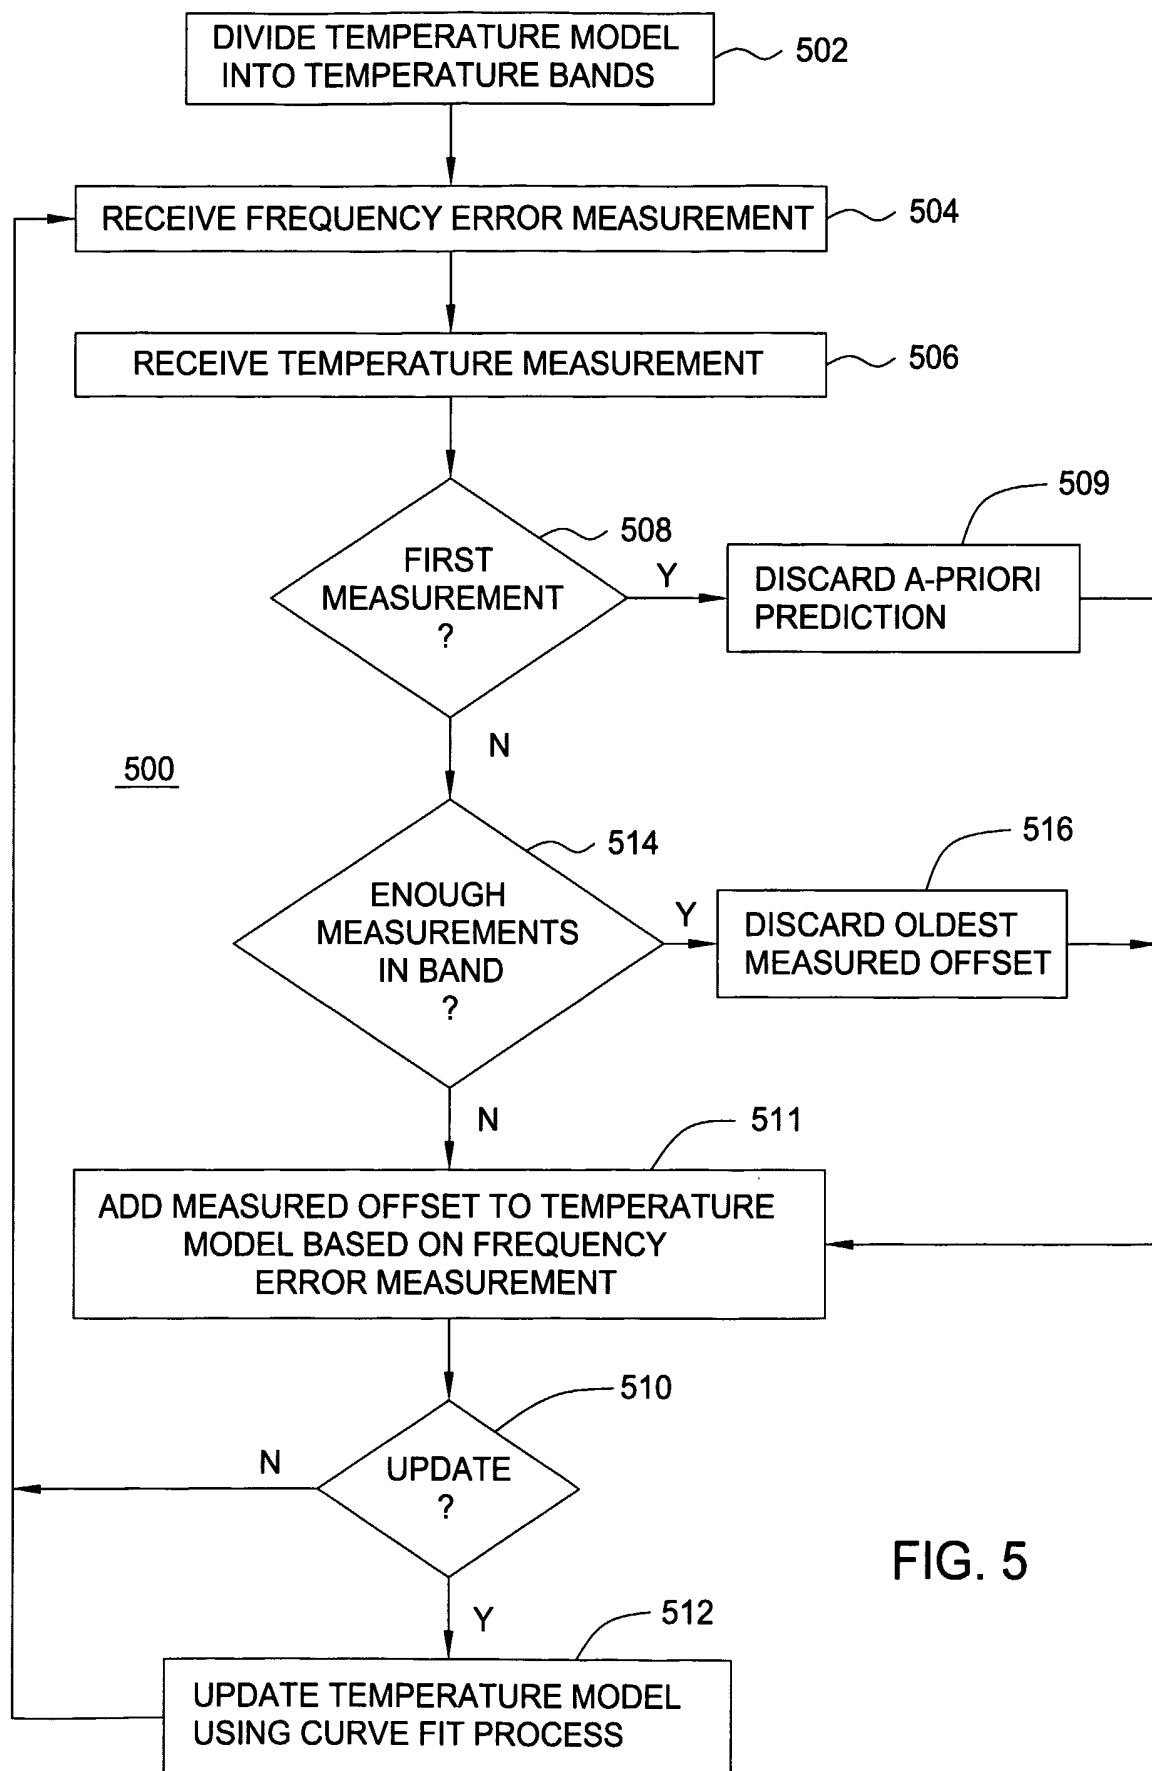 DIVIDE TEMPERATURE MODEL
INTO TEMPERATURE BANDS
502
RECEIVE FREQUENCY ERROR MEASUREMENT
504
RECEIVE TEMPERATURE MEASUREMENT
506
509
508
FIRST
MEASUREMENT
?
Y
DISCARD A-PRIORI
PREDICTION
N
500
516
514
ENOUGH
MEASUREMENTS
IN BAND
?
Y
DISCARD OLDEST
MEASURED OFFSET
N
511
ADD MEASURED OFFSET TO TEMPERATURE
MODEL BASED ON FREQUENCY
ERROR MEASUREMENT
510
UPDATE
?
N
FIG. 5
Y
512
UPDATE TEMPERATURE MODEL
USING CURVE FIT PROCESS